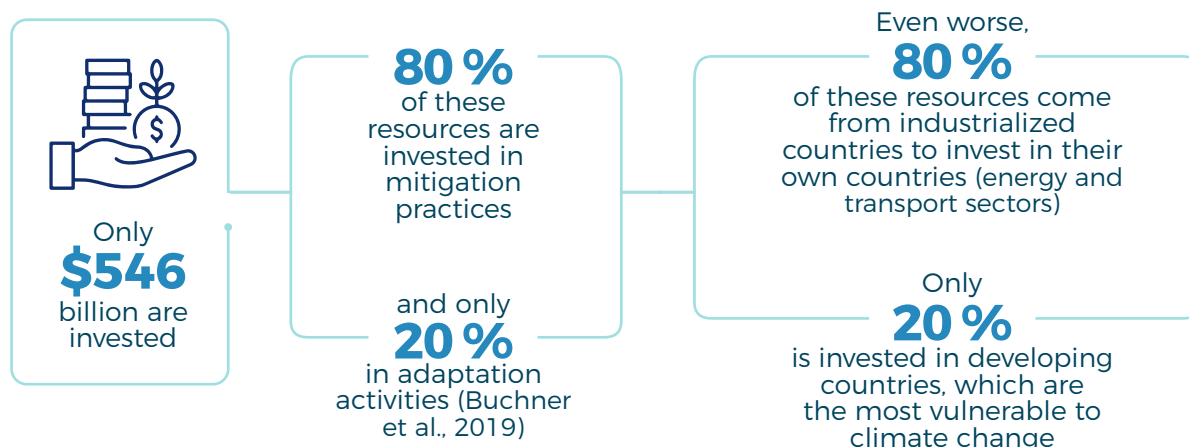 Only
$546
billion are
invested
80 %
of these
resources are
invested in
mitigation
practices
and only
20 %
in adaptation
activities (Buchner
et al., 2019)
Even worse,
80 %
of these resources come
from industrialized
countries to invest in their
own countries (energy and
transport sectors)
Only
20 %
is invested in developing
countries, which are
the most vulnerable to
climate change